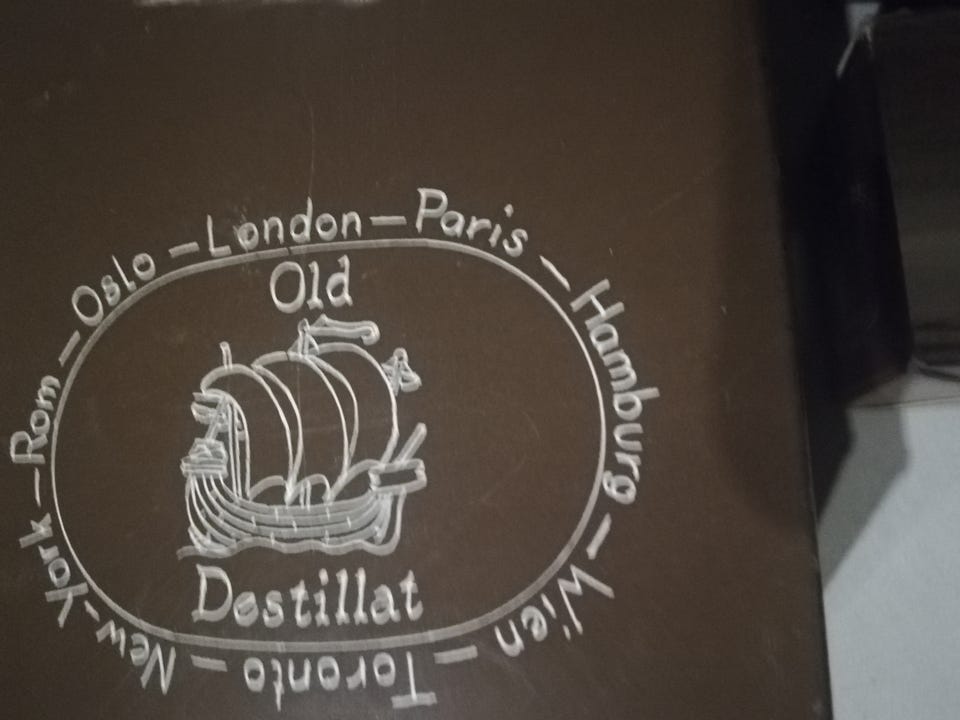 Oslo – London – Paris – Hamburg – Wien – Toronto – New-York – Rom –
Old
Destillat